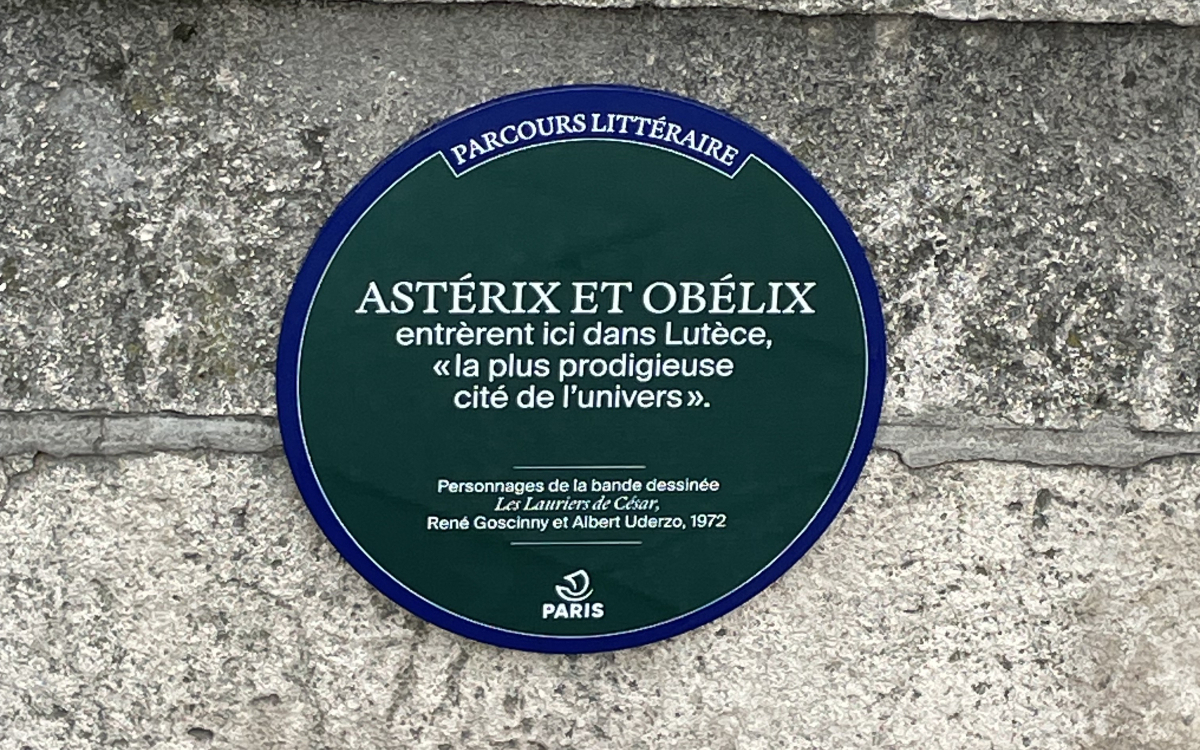 PARCOURS LITTÉRAIRE
ASTÉRIX ET OBÉLIX
entrèrent ici dans Lutèce,
«la plus prodigieuse
cité de l'univers».
Personnages de la bande dessinée
Les Lauriers de César,
René Goscinny et Albert Uderzo, 1972
PARIS